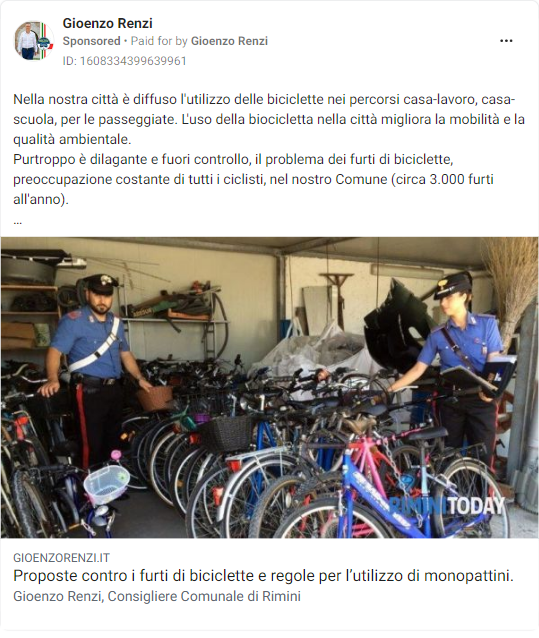 Gioenzo Renzi
Sponsored • Paid for by Gioenzo Renzi
ID: 1608334399639961
Nella nostra città è diffuso l'utilizzo delle biciclette nei percorsi casa-lavoro, casa-
scuola, per le passeggiate. L'uso della biocicletta nella città migliora la mobilità e la
qualità ambientale.
Purtroppo è dilagante e fuori controllo, il problema dei furti di biciclette,
preoccupazione costante di tutti i ciclisti, nel nostro Comune (circa 3.000 furti
all'anno).
...
RIMINITODAY
GIOENZORENZI.IT
Proposte contro i furti di biciclette e regole per l'utilizzo di monopattini.
Gioenzo Renzi, Consigliere Comunale di Rimini